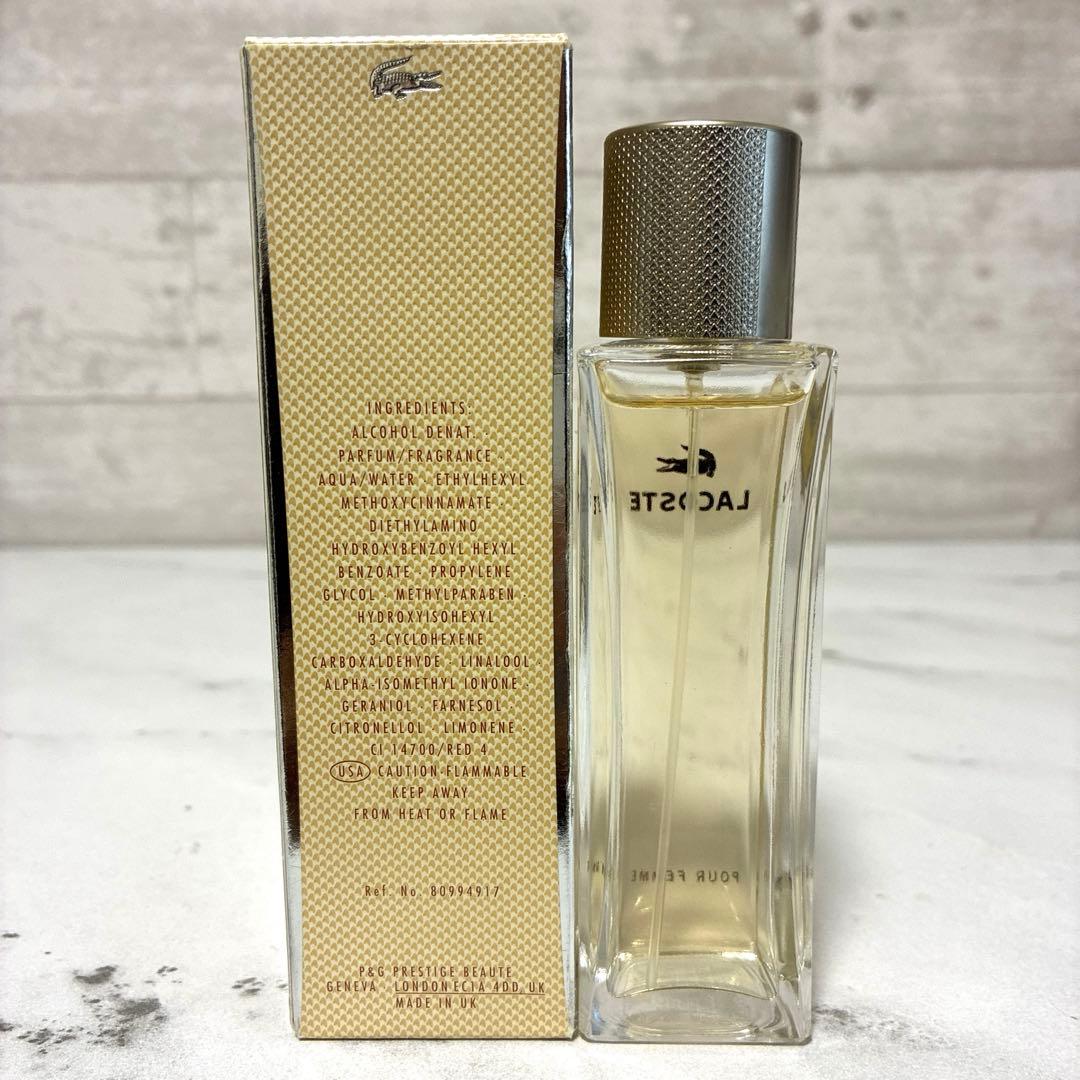 INGREDIENTS:
ALCOHOL DENAT. ·
PARFUM/FRAGRANCE ·
AQUA/WATER · ETHYLHEXYL
METHOXYCINNAMATE ·
DIETHYLAMINO
HYDROXYBENZOYL HEXYL
BENZOATE · PROPYLENE
GLYCOL · METHYLPARABEN ·
HYDROXYISOHEXYL
3-CYCLOHEXENE
CARBOXALDEHYDE · LINALOOL ·
ALPHA-ISOMETHYL IONONE ·
GERANIOL · FARNESOL ·
CITRONELLOL · LIMONENE ·
CI 14700/RED 4
USA CAUTION-FLAMMABLE
KEEP AWAY
FROM HEAT OR FLAME
Ref. No. 80994917
P&G PRESTIGE BEAUTE
GENEVA LONDON EC1A 4DD, UK
MADE IN UK
LACOSTE
POUR FEMME